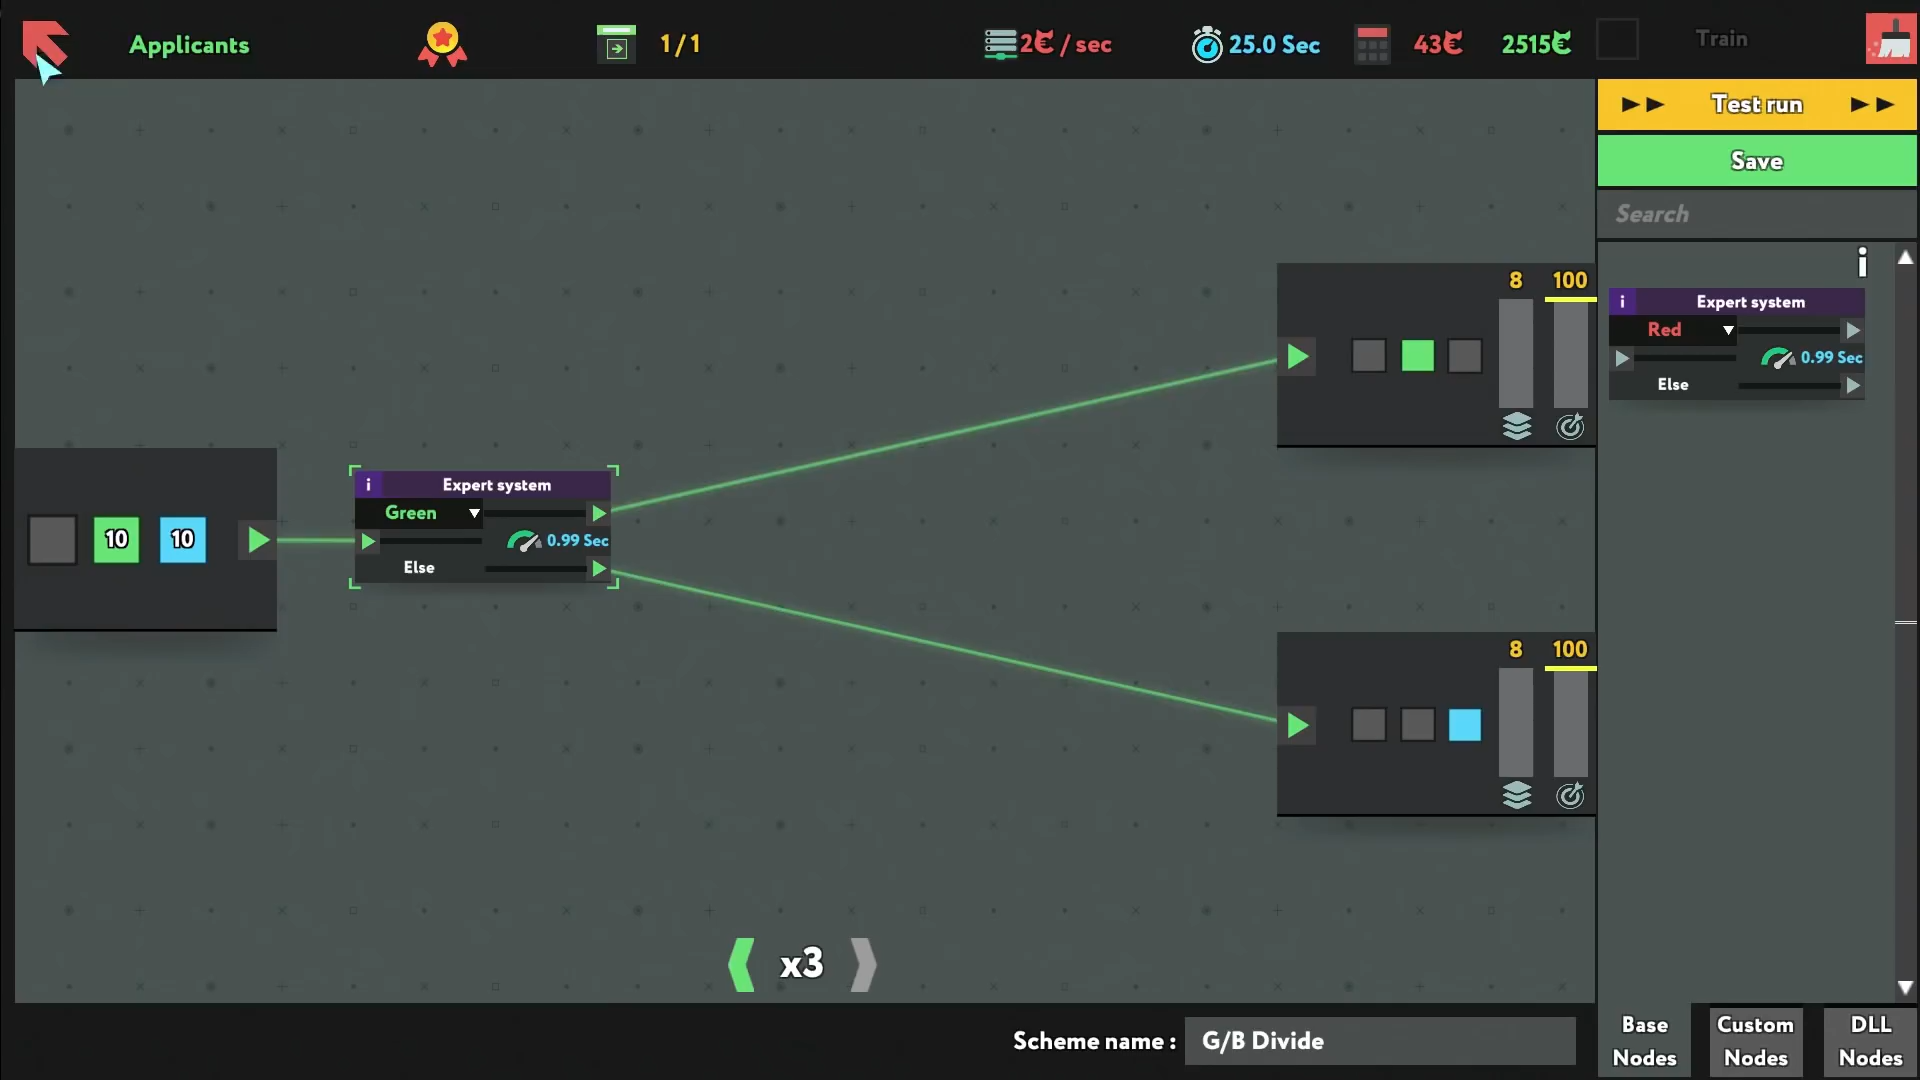 Applicants
1/1
2€/sec
25.0 Sec
43€
2515€
Train
Test run
Save
Search
i
i Expert system
Red
0.99 Sec
Else
8 100
10 10
i Expert system
Green
0.99 Sec
Else
8 100
x3
Scheme name : G/B Divide
Base Nodes
Custom Nodes
DLL Nodes